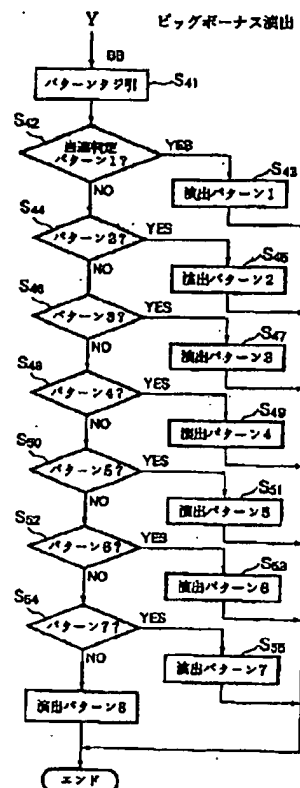 Y
ビッグボーナス演出
BB
パターンクジ引
S41
S42
当選判定
パターン1?
YES
S43
演出パターン1
NO
S44
パターン2?
YES
S45
演出パターン2
NO
S46
パターン3?
YES
S47
演出パターン3
NO
S48
パターン4?
YES
S49
演出パターン4
NO
S50
パターン5?
YES
S51
演出パターン5
NO
S52
パターン6?
YES
S53
演出パターン6
NO
S54
パターン7?
YES
S55
演出パターン7
NO
演出パターン8
エンド